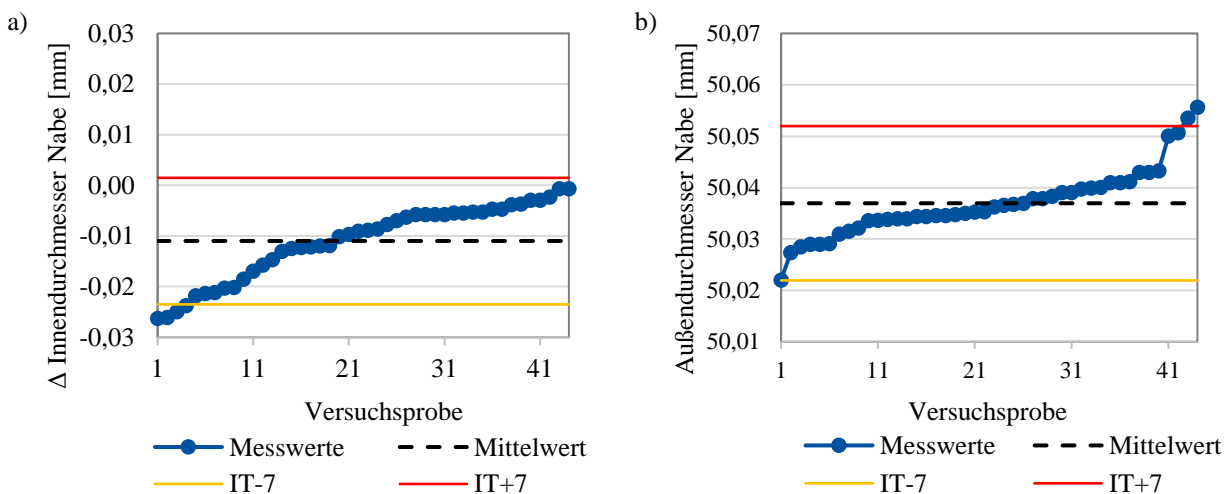 a)
Δ Innendurchmesser Nabe [mm]
0,03
0,02
0,01
0,00
-0,01
-0,02
-0,03
1
11
21
31
41
Versuchsprobe
Messwerte
Mittelwert
IT-7
IT+7
b)
Außendurchmesser Nabe [mm]
50,07
50,06
50,05
50,04
50,03
50,02
50,01
1
11
21
31
41
Versuchsprobe
Messwerte
Mittelwert
IT-7
IT+7